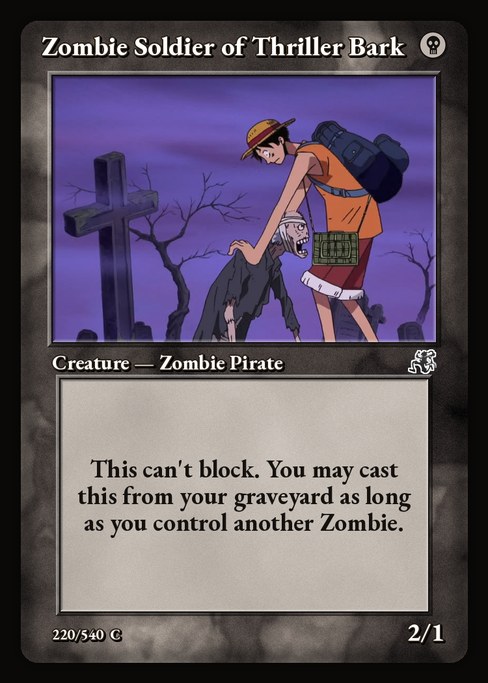 Zombie Soldier of Thriller Bark
Creature — Zombie Pirate
This can't block. You may cast
this from your graveyard as long
as you control another Zombie.
220/540 C
2/1